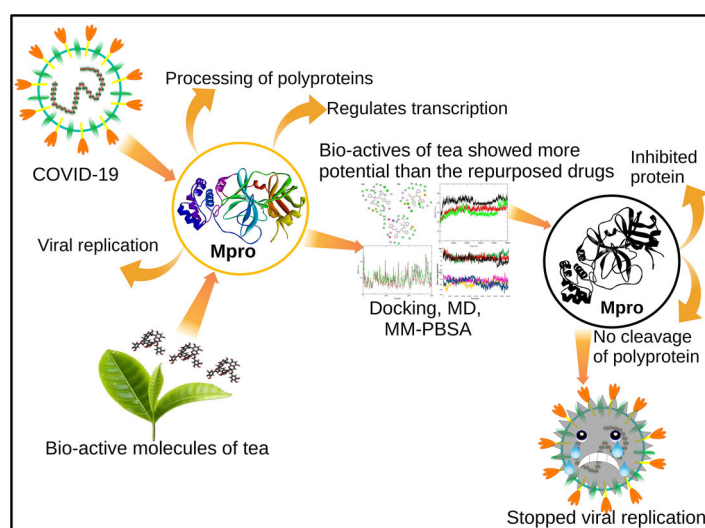 Processing of polyproteins
Regulates transcription
COVID-19
Bio-actives of tea showed more
potential than the repurposed drugs
Inhibited
protein
Viral replication
Mpro
Mpro
Docking, MD,
MM-PBSA
No cleavage
of polyprotein
Bio-active molecules of tea
Stopped viral replication